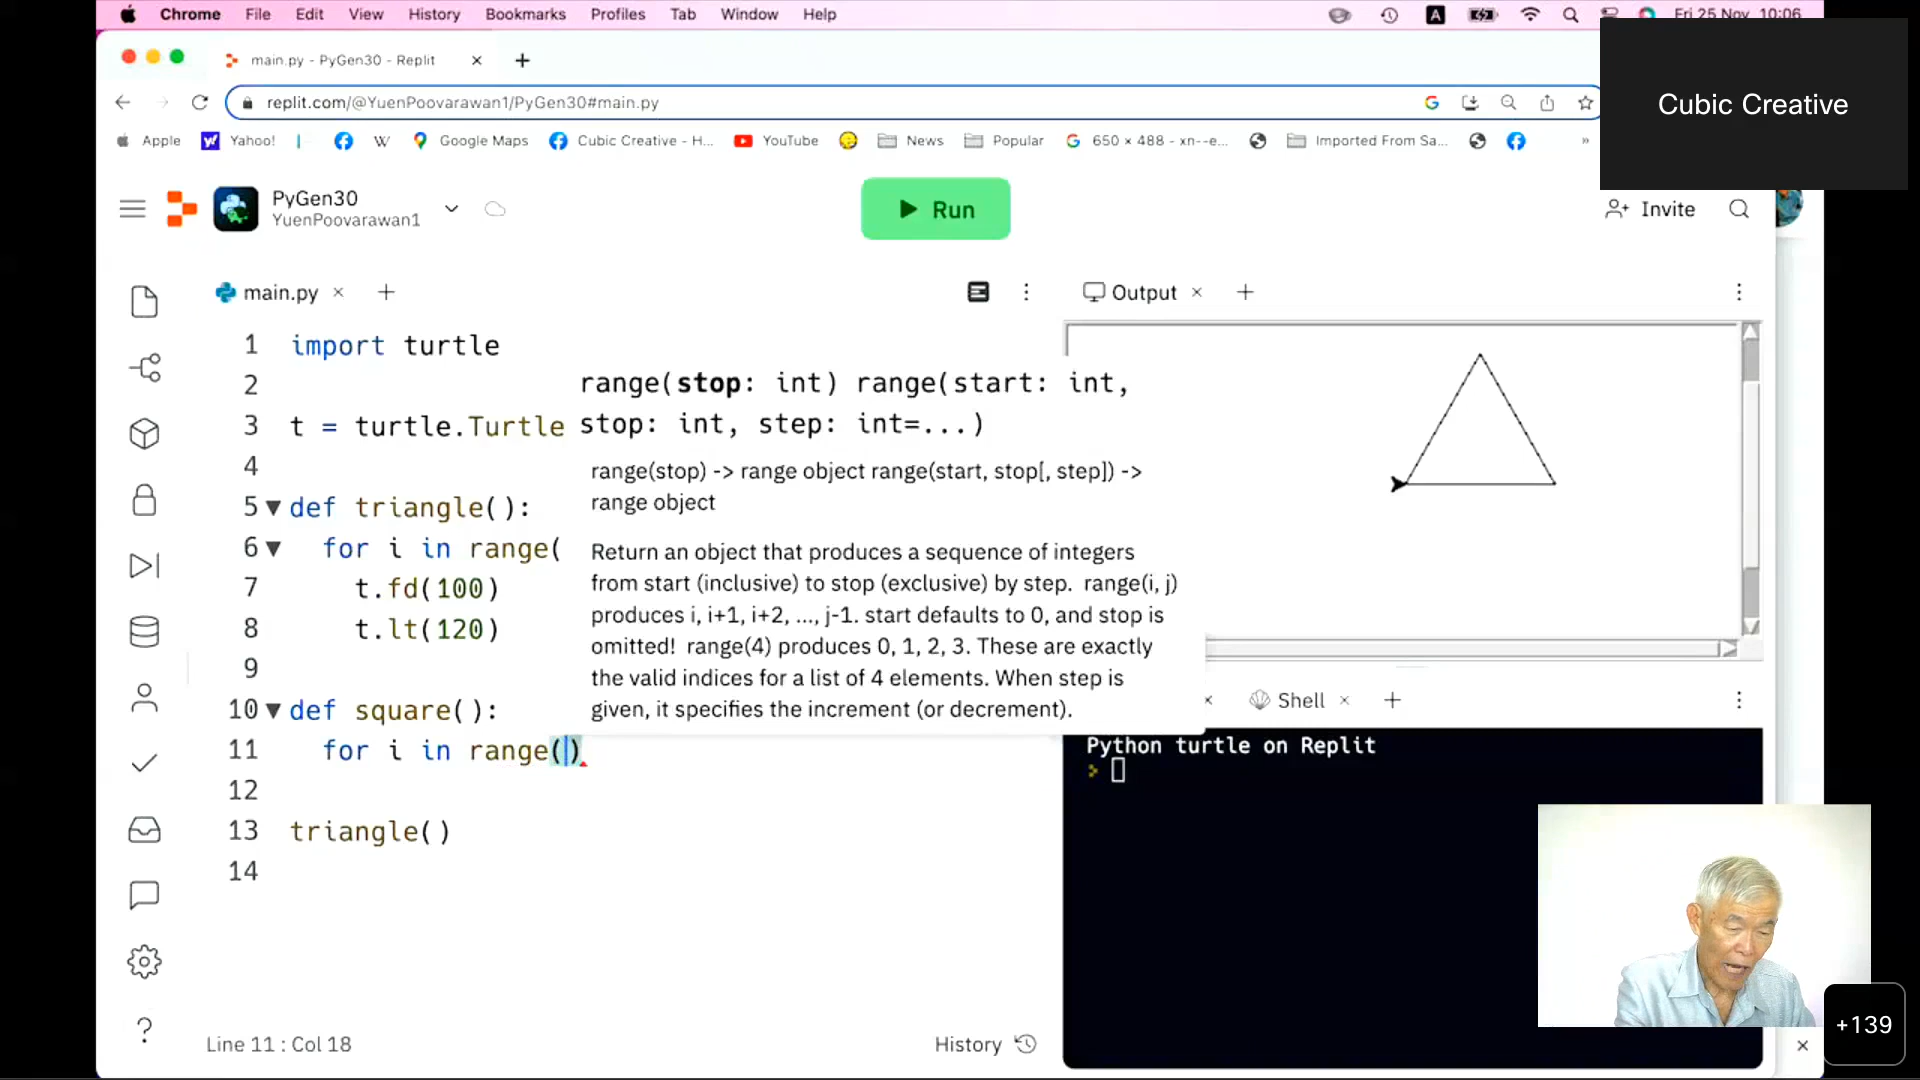 Chrome File Edit View History Bookmarks Profiles Tab Window Help A Fri 25 Nov 10:06
main.py - PyGen30 - Replit
replit.com/@YuenPoovarawan1/PyGen30#main.py
Cubic Creative
Apple Yahoo! W Google Maps Cubic Creative - H... YouTube News Popular 650 × 488 - xn--e... Imported From Sa... »
PyGen30
YuenPoovarawan1
Run
Invite
main.py
Output
1 import turtle
2
3 t = turtle.Turtle
4
5 def triangle():
6 for i in range(
7 t.fd(100)
8 t.lt(120)
9
10 def square():
11 for i in range()
12
13 triangle()
14
range(stop: int) range(start: int,
stop: int, step: int=...)
range(stop) -> range object range(start, stop[, step]) ->
range object
Return an object that produces a sequence of integers
from start (inclusive) to stop (exclusive) by step. range(i, j)
produces i, i+1, i+2, ..., j-1. start defaults to 0, and stop is
omitted! range(4) produces 0, 1, 2, 3. These are exactly
the valid indices for a list of 4 elements. When step is
given, it specifies the increment (or decrement).
Shell
Python turtle on Replit
>
Line 11 : Col 18
History
+139